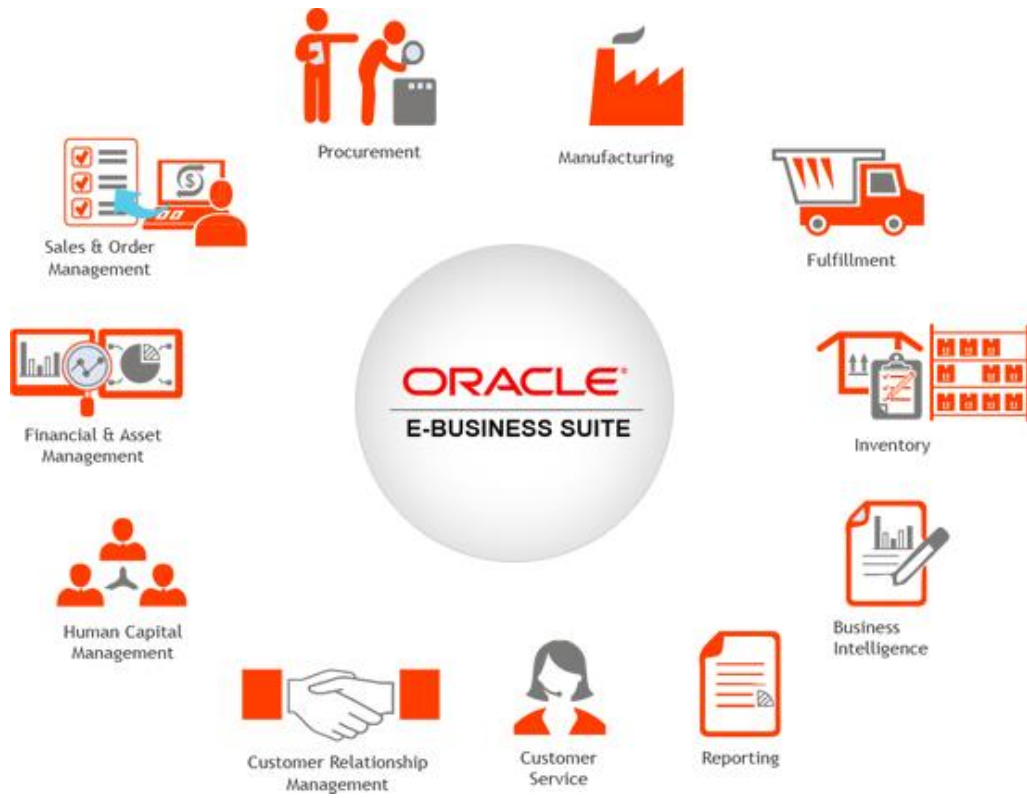 Procurement
Manufacturing
Sales & Order
Management
Fulfillment
ORACLE®
E-BUSINESS SUITE
Financial & Asset
Management
Inventory
Human Capital
Management
Business
Intelligence
Customer Relationship
Management
Customer
Service
Reporting